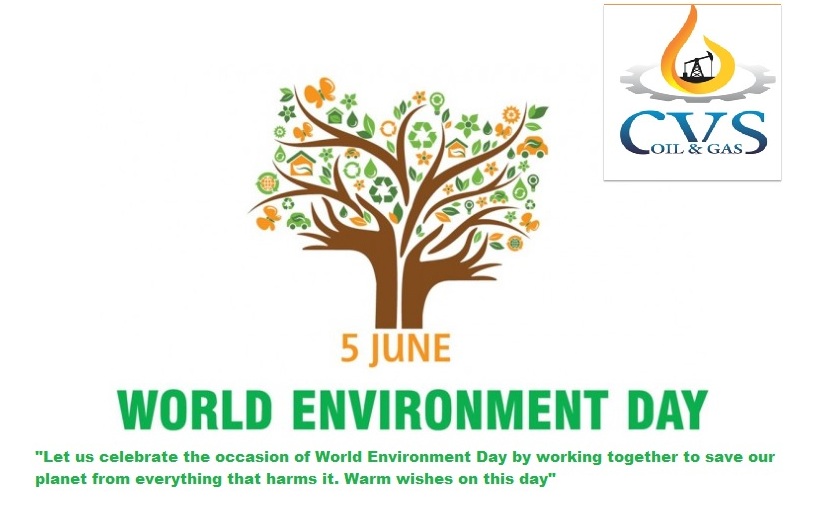 CVS
OIL & GAS
5 JUNE
WORLD ENVIRONMENT DAY
"Let us celebrate the occasion of World Environment Day by working together to save our
planet from everything that harms it. Warm wishes on this day"